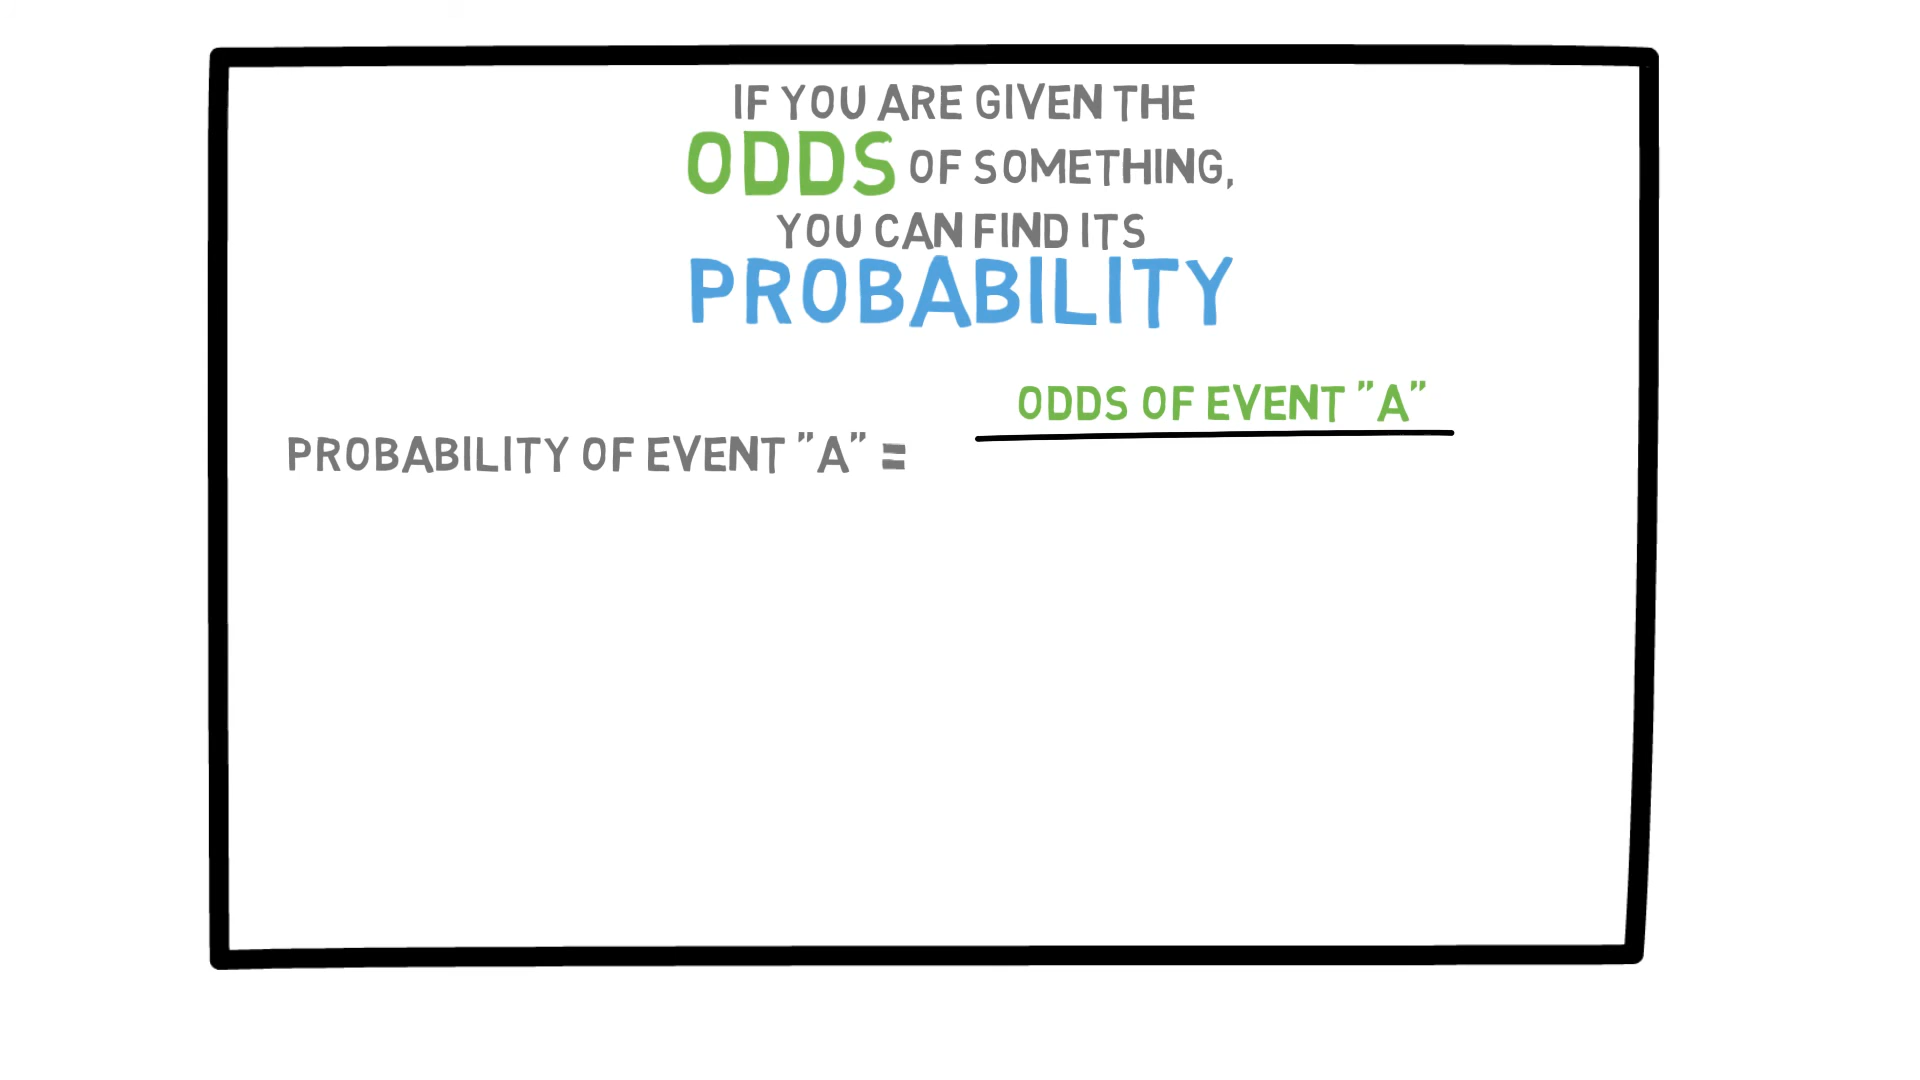 IF YOU ARE GIVEN THE
ODDS OF SOMETHING,
YOU CAN FIND ITS
PROBABILITY
ODDS OF EVENT "A"
PROBABILITY OF EVENT "A" =